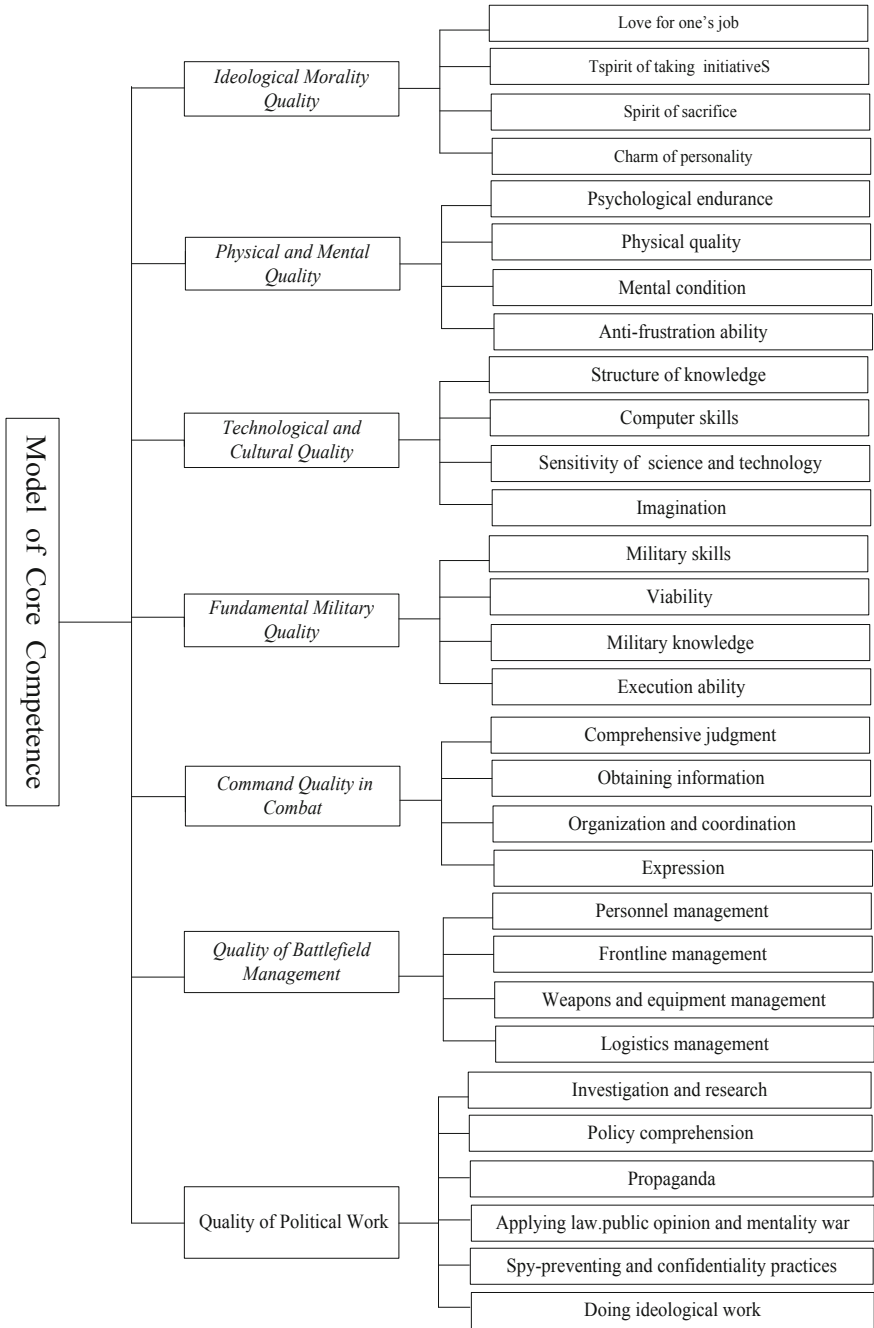 Model of Core Competence
Ideological Morality
Quality
Love for one's job
Tspirit of taking initiativeS
Spirit of sacrifice
Charm of personality
Physical and Mental
Quality
Psychological endurance
Physical quality
Mental condition
Anti-frustration ability
Technological and
Cultural Quality
Structure of knowledge
Computer skills
Sensitivity of science and technology
Imagination
Fundamental Military
Quality
Military skills
Viability
Military knowledge
Execution ability
Command Quality in
Combat
Comprehensive judgment
Obtaining information
Organization and coordination
Expression
Quality of Battlefield
Management
Personnel management
Frontline management
Weapons and equipment management
Logistics management
Quality of Political Work
Investigation and research
Policy comprehension
Propaganda
Applying law.public opinion and mentality war
Spy-preventing and confidentiality practices
Doing ideological work